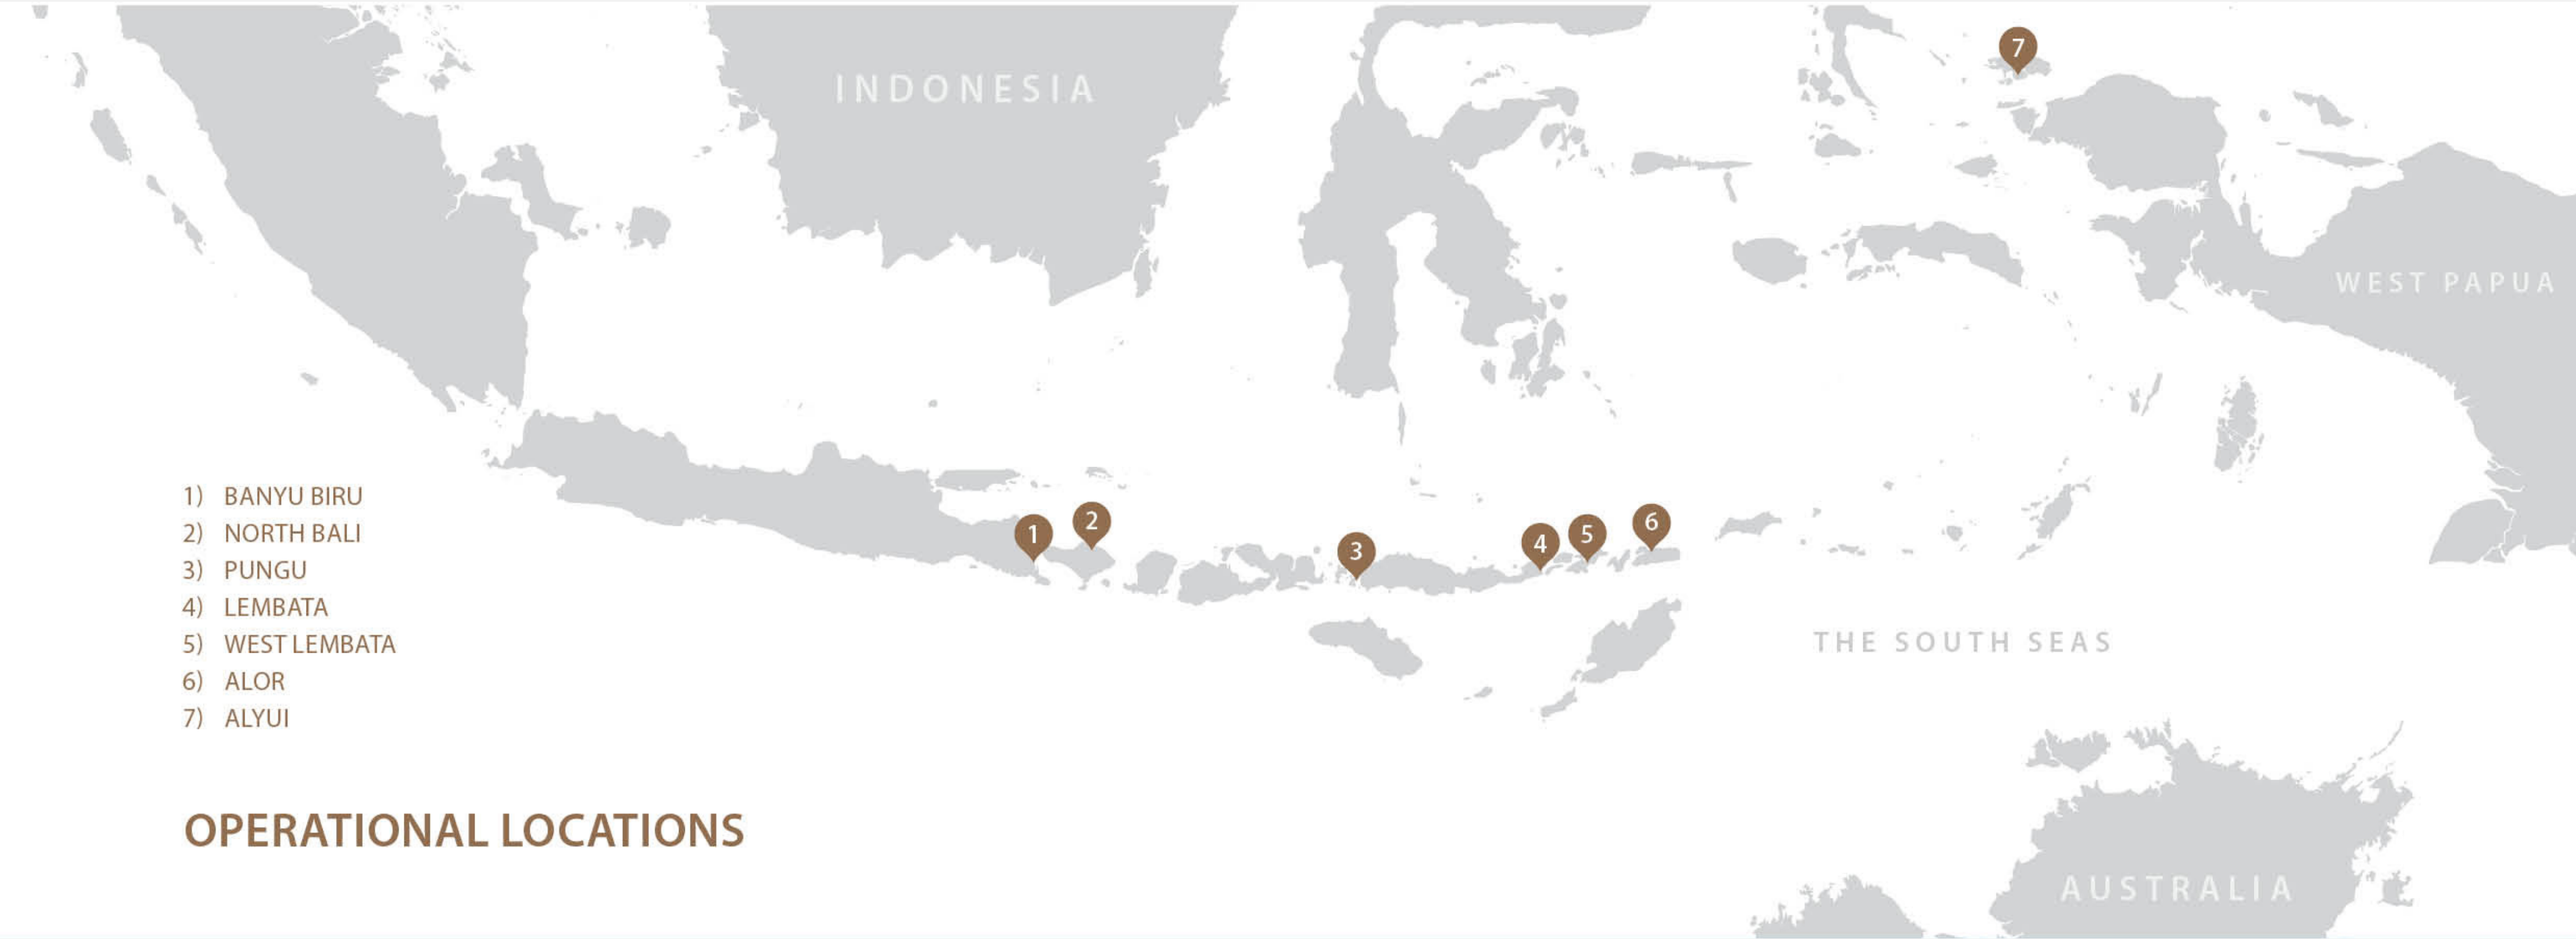 INDONESIA
7
WEST PAPUA
1) BANYU BIRU
2) NORTH BALI
3) PUNGU
4) LEMBATA
5) WEST LEMBATA
6) ALOR
7) ALYUI
1
2
3
4
5
6
THE SOUTH SEAS
OPERATIONAL LOCATIONS
AUSTRALIA